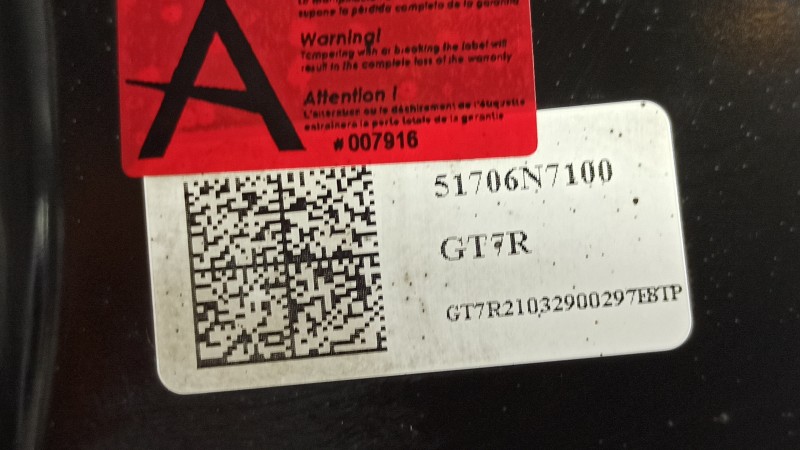 supone la pérdida completa de la garantía
A
Warning!
Tampering with or breaking the label will
result in the complete loss of the warranty
Attention !
L'altération ou le déchirement de l'étiquette
entraînera la perte totale de la garantie
#007916
51706N7100
GT7R
GT7R21032900297E8TP